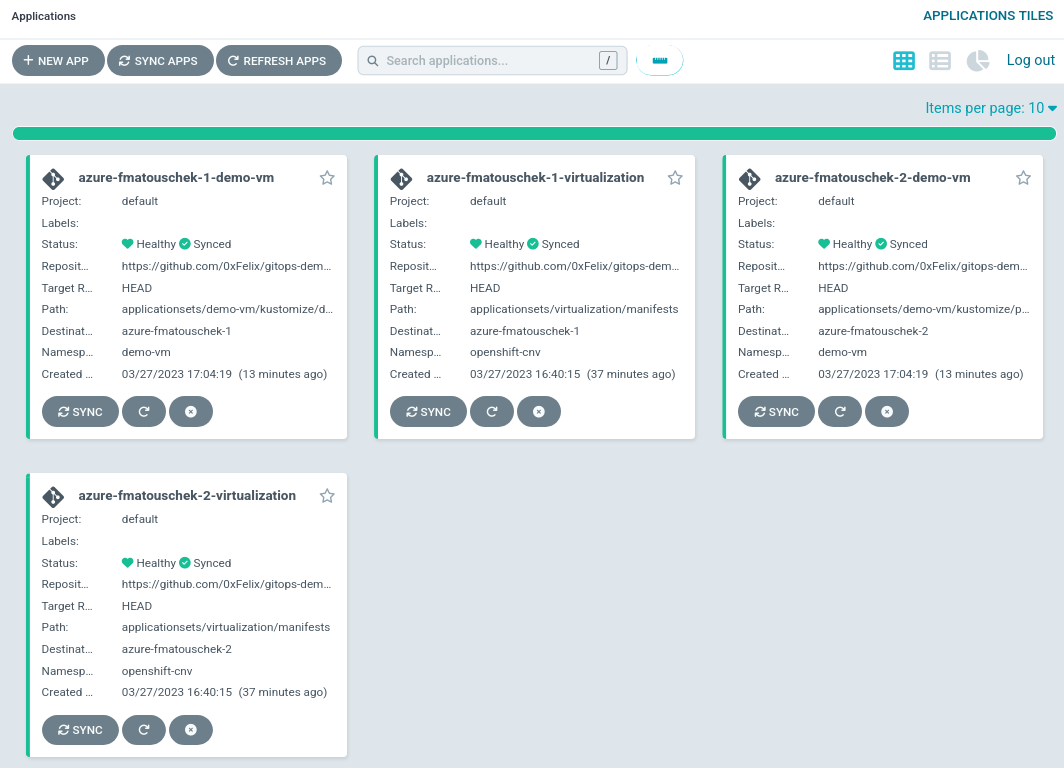 Applications
APPLICATIONS TILES
NEW APP
SYNC APPS
REFRESH APPS
Search applications...
/
Log out
Items per page: 10
azure-fmatouschek-1-demo-vm
Project: default
Labels:
Status: Healthy Synced
Reposit... https://github.com/0xFelix/gitops-dem...
Target R... HEAD
Path: applicationsets/demo-vm/kustomize/d...
Destinat... azure-fmatouschek-1
Namesp... demo-vm
Created ... 03/27/2023 17:04:19 (13 minutes ago)
SYNC
azure-fmatouschek-1-virtualization
Project: default
Labels:
Status: Healthy Synced
Reposit... https://github.com/0xFelix/gitops-dem...
Target R... HEAD
Path: applicationsets/virtualization/manifests
Destinat... azure-fmatouschek-1
Namesp... openshift-cnv
Created ... 03/27/2023 16:40:15 (37 minutes ago)
SYNC
azure-fmatouschek-2-demo-vm
Project: default
Labels:
Status: Healthy Synced
Reposit... https://github.com/0xFelix/gitops-dem...
Target R... HEAD
Path: applicationsets/demo-vm/kustomize/p...
Destinat... azure-fmatouschek-2
Namesp... demo-vm
Created ... 03/27/2023 17:04:19 (13 minutes ago)
SYNC
azure-fmatouschek-2-virtualization
Project: default
Labels:
Status: Healthy Synced
Reposit... https://github.com/0xFelix/gitops-dem...
Target R... HEAD
Path: applicationsets/virtualization/manifests
Destinat... azure-fmatouschek-2
Namesp... openshift-cnv
Created ... 03/27/2023 16:40:15 (37 minutes ago)
SYNC